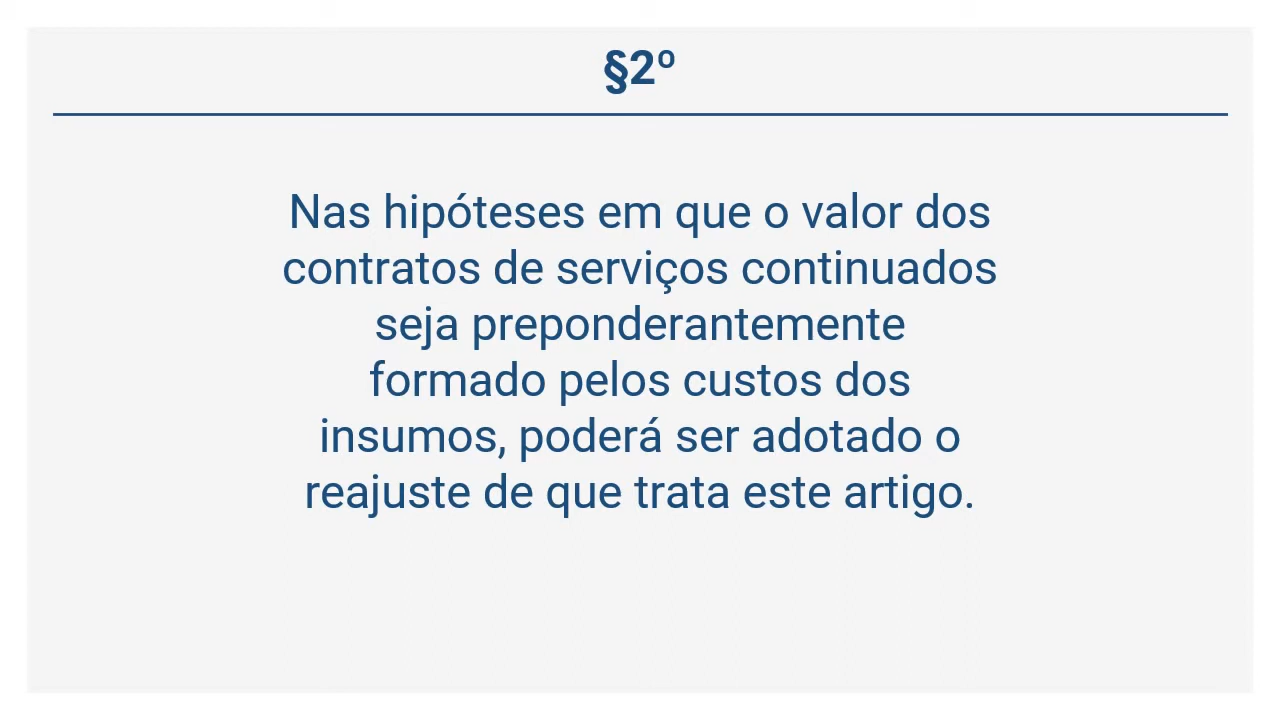 §2º
Nas hipóteses em que o valor dos
contratos de serviços continuados
seja preponderantemente
formado pelos custos dos
insumos, poderá ser adotado o
reajuste de que trata este artigo.